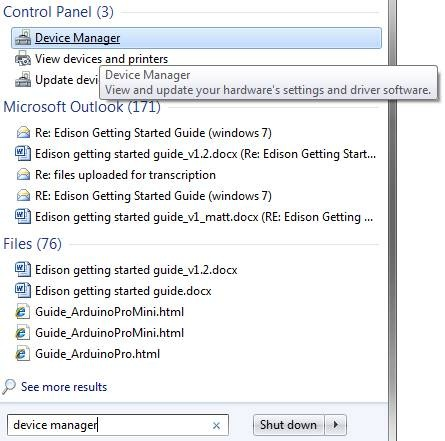 Control Panel (3)
Device Manager
View devices and printers
Update devi
Device Manager
View and update your hardware's settings and driver software.
Microsoft Outlook (171)
Re: Edison Getting Started Guide (windows 7)
Edison getting started guide_v1.2.docx (Re: Edison Getting Start...
Re: files uploaded for transcription
RE: Edison Getting Started Guide (windows 7)
Edison getting started guide_v1_matt.docx (RE: Edison Getting ...
Files (76)
Edison getting started guide_v1.2.docx
Edison getting started guide.docx
Guide_ArduinoProMini.html
Guide_ArduinoProMini.html
Guide_ArduinoPro.html
See more results
device manager
Shut down